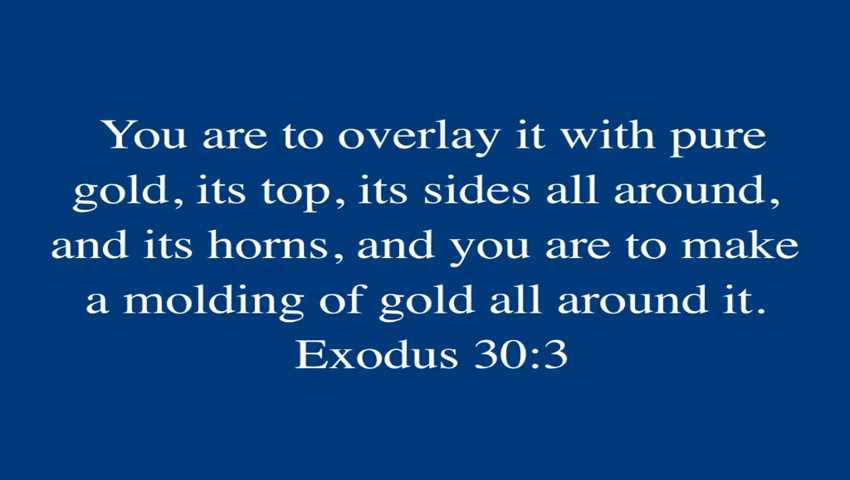 You are to overlay it with pure
gold, its top, its sides all around,
and its horns, and you are to make
a molding of gold all around it.
Exodus 30:3